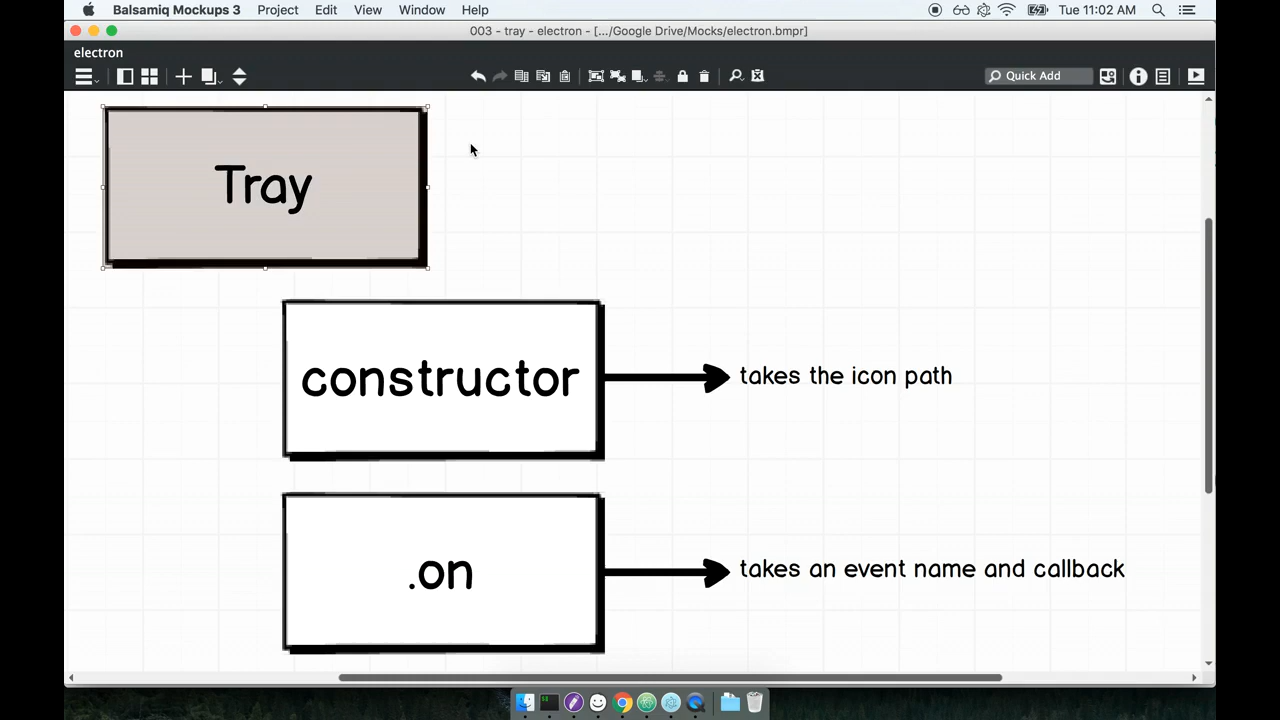 Balsamiq Mockups 3 Project Edit View Window Help Tue 11:02 AM
003 - tray - electron - [.../Google Drive/Mocks/electron.bmpr]
electron
Quick Add
Tray
constructor
takes the icon path
.on
takes an event name and callback